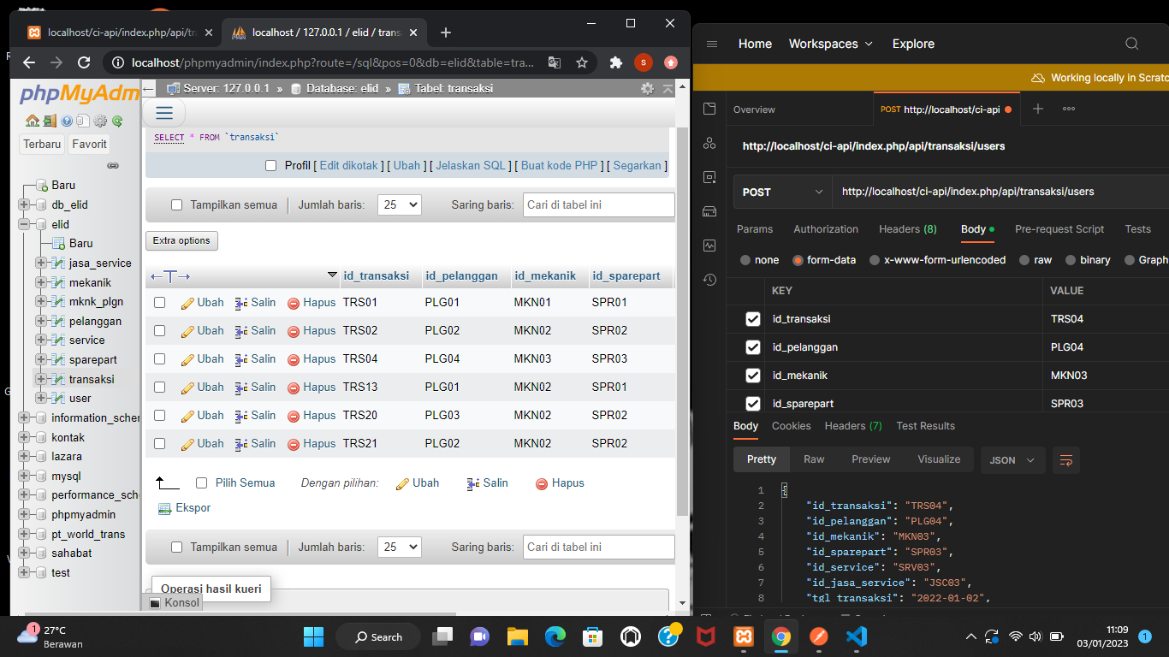 localhost/ci-api/index.php/api/tr
localhost / 127.0.0.1 / elid / trans
localhost/phpmyadmin/index.php?route=/sql&pos=0&db=elid&table=tra...
S
phpMyAdm
Terbaru
Favorit
Baru
db_elid
elid
Baru
jasa_service
mekanik
mknk_plgn
pelanggan
service
sparepart
transaksi
user
information_schem
kontak
lazara
mysql
performance_sche
phpmyadmin
pt_world_trans
sahabat
test
Server: 127.0.0.1 » Database: elid » Tabel: transaksi
SELECT * FROM `transaksi`
Profil [ Edit dikotak ] [ Ubah ] [ Jelaskan SQL ] [ Buat kode PHP ] [ Segarkan ]
Tampilkan semua Jumlah baris: 25 Saring baris: Cari di tabel ini
Extra options
←T→ id_transaksi id_pelanggan id_mekanik id_sparepart
Ubah Salin Hapus TRS01 PLG01 MKN01 SPR01
Ubah Salin Hapus TRS02 PLG02 MKN02 SPR02
Ubah Salin Hapus TRS04 PLG04 MKN03 SPR03
Ubah Salin Hapus TRS13 PLG01 MKN02 SPR01
Ubah Salin Hapus TRS20 PLG03 MKN02 SPR02
Ubah Salin Hapus TRS21 PLG02 MKN02 SPR02
Pilih Semua Dengan pilihan: Ubah Salin Hapus
Ekspor
Tampilkan semua Jumlah baris: 25 Saring baris: Cari di tabel ini
Operasi hasil kueri
Konsol
Home Workspaces Explore
Working locally in Scratc
Overview
POST http://localhost/ci-api
http://localhost/ci-api/index.php/api/transaksi/users
POST http://localhost/ci-api/index.php/api/transaksi/users
Params Authorization Headers (8) Body Pre-request Script Tests
none form-data x-www-form-urlencoded raw binary Graph
KEY VALUE
id_transaksi TRS04
id_pelanggan PLG04
id_mekanik MKN03
id_sparepart SPR03
Body Cookies Headers (7) Test Results
Pretty Raw Preview Visualize JSON
1 {
2 "id_transaksi": "TRS04",
3 "id_pelanggan": "PLG04",
4 "id_mekanik": "MKN03",
5 "id_sparepart": "SPR03",
6 "id_service": "SRV03",
7 "id_jasa_service": "JSC03",
8 "tgl_transaksi": "2022-01-02",
1
27°C
Berawan
Search
11:09
03/01/2023
1